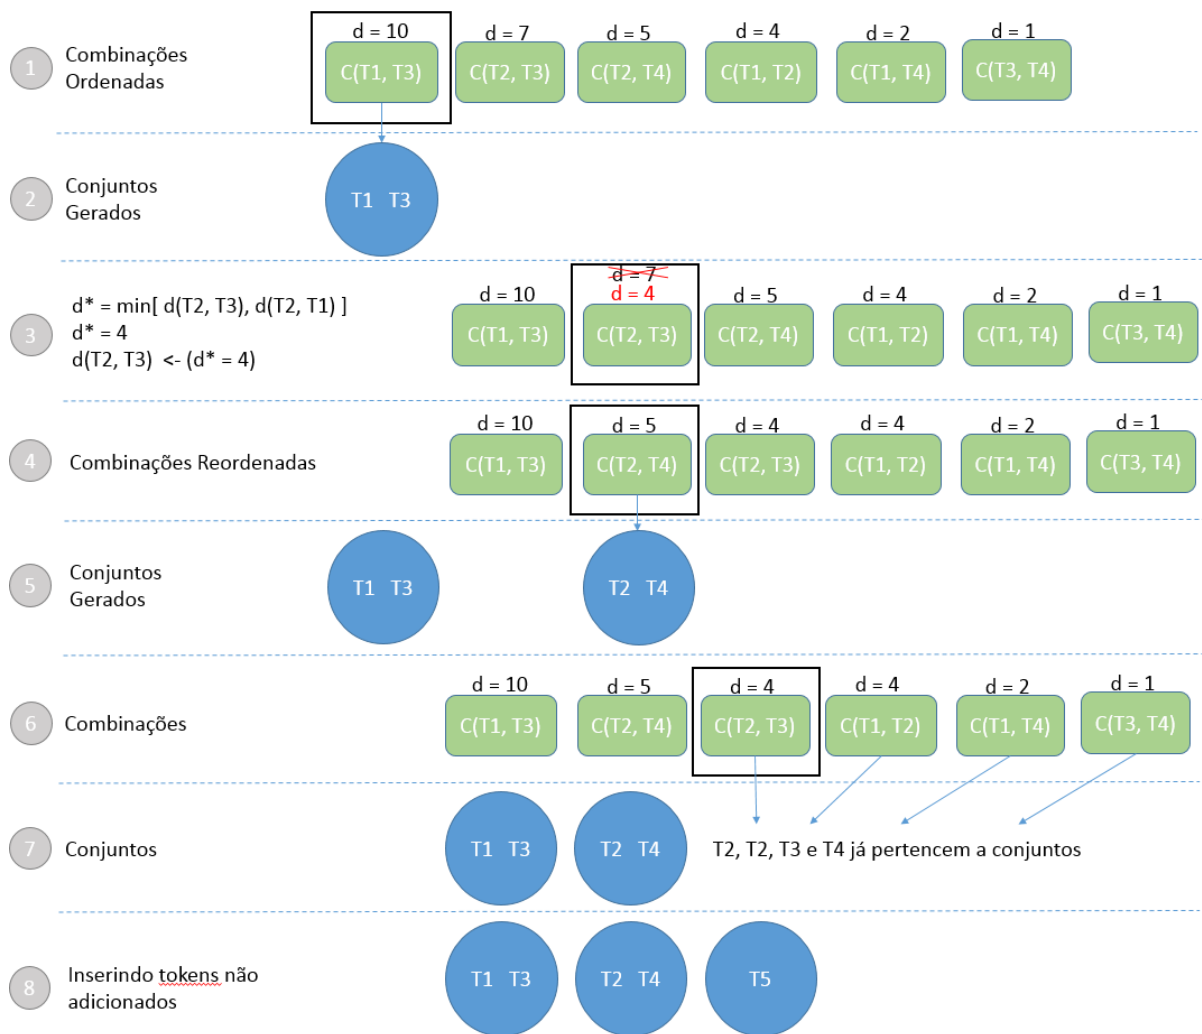 d = 10 d = 7 d = 5 d = 4 d = 2 d = 1
1 Combinações
Ordenadas
C(T1, T3) C(T2, T3) C(T2, T4) C(T1, T2) C(T1, T4) C(T3, T4)
2 Conjuntos
Gerados
T1 T3
d = 7
d = 10 d = 4 d = 5 d = 4 d = 2 d = 1
3 d* = min[ d(T2, T3), d(T2, T1) ]
d* = 4
d(T2, T3) <- (d* = 4)
C(T1, T3) C(T2, T3) C(T2, T4) C(T1, T2) C(T1, T4) C(T3, T4)
d = 10 d = 5 d = 4 d = 4 d = 2 d = 1
4 Combinações Reordenadas
C(T1, T3) C(T2, T4) C(T2, T3) C(T1, T2) C(T1, T4) C(T3, T4)
5 Conjuntos
Gerados
T1 T3 T2 T4
d = 10 d = 5 d = 4 d = 4 d = 2 d = 1
6 Combinações
C(T1, T3) C(T2, T4) C(T2, T3) C(T1, T2) C(T1, T4) C(T3, T4)
7 Conjuntos
T1 T3 T2 T4 T2, T2, T3 e T4 já pertencem a conjuntos
8 Inserindo tokens não
adicionados
T1 T3 T2 T4 T5